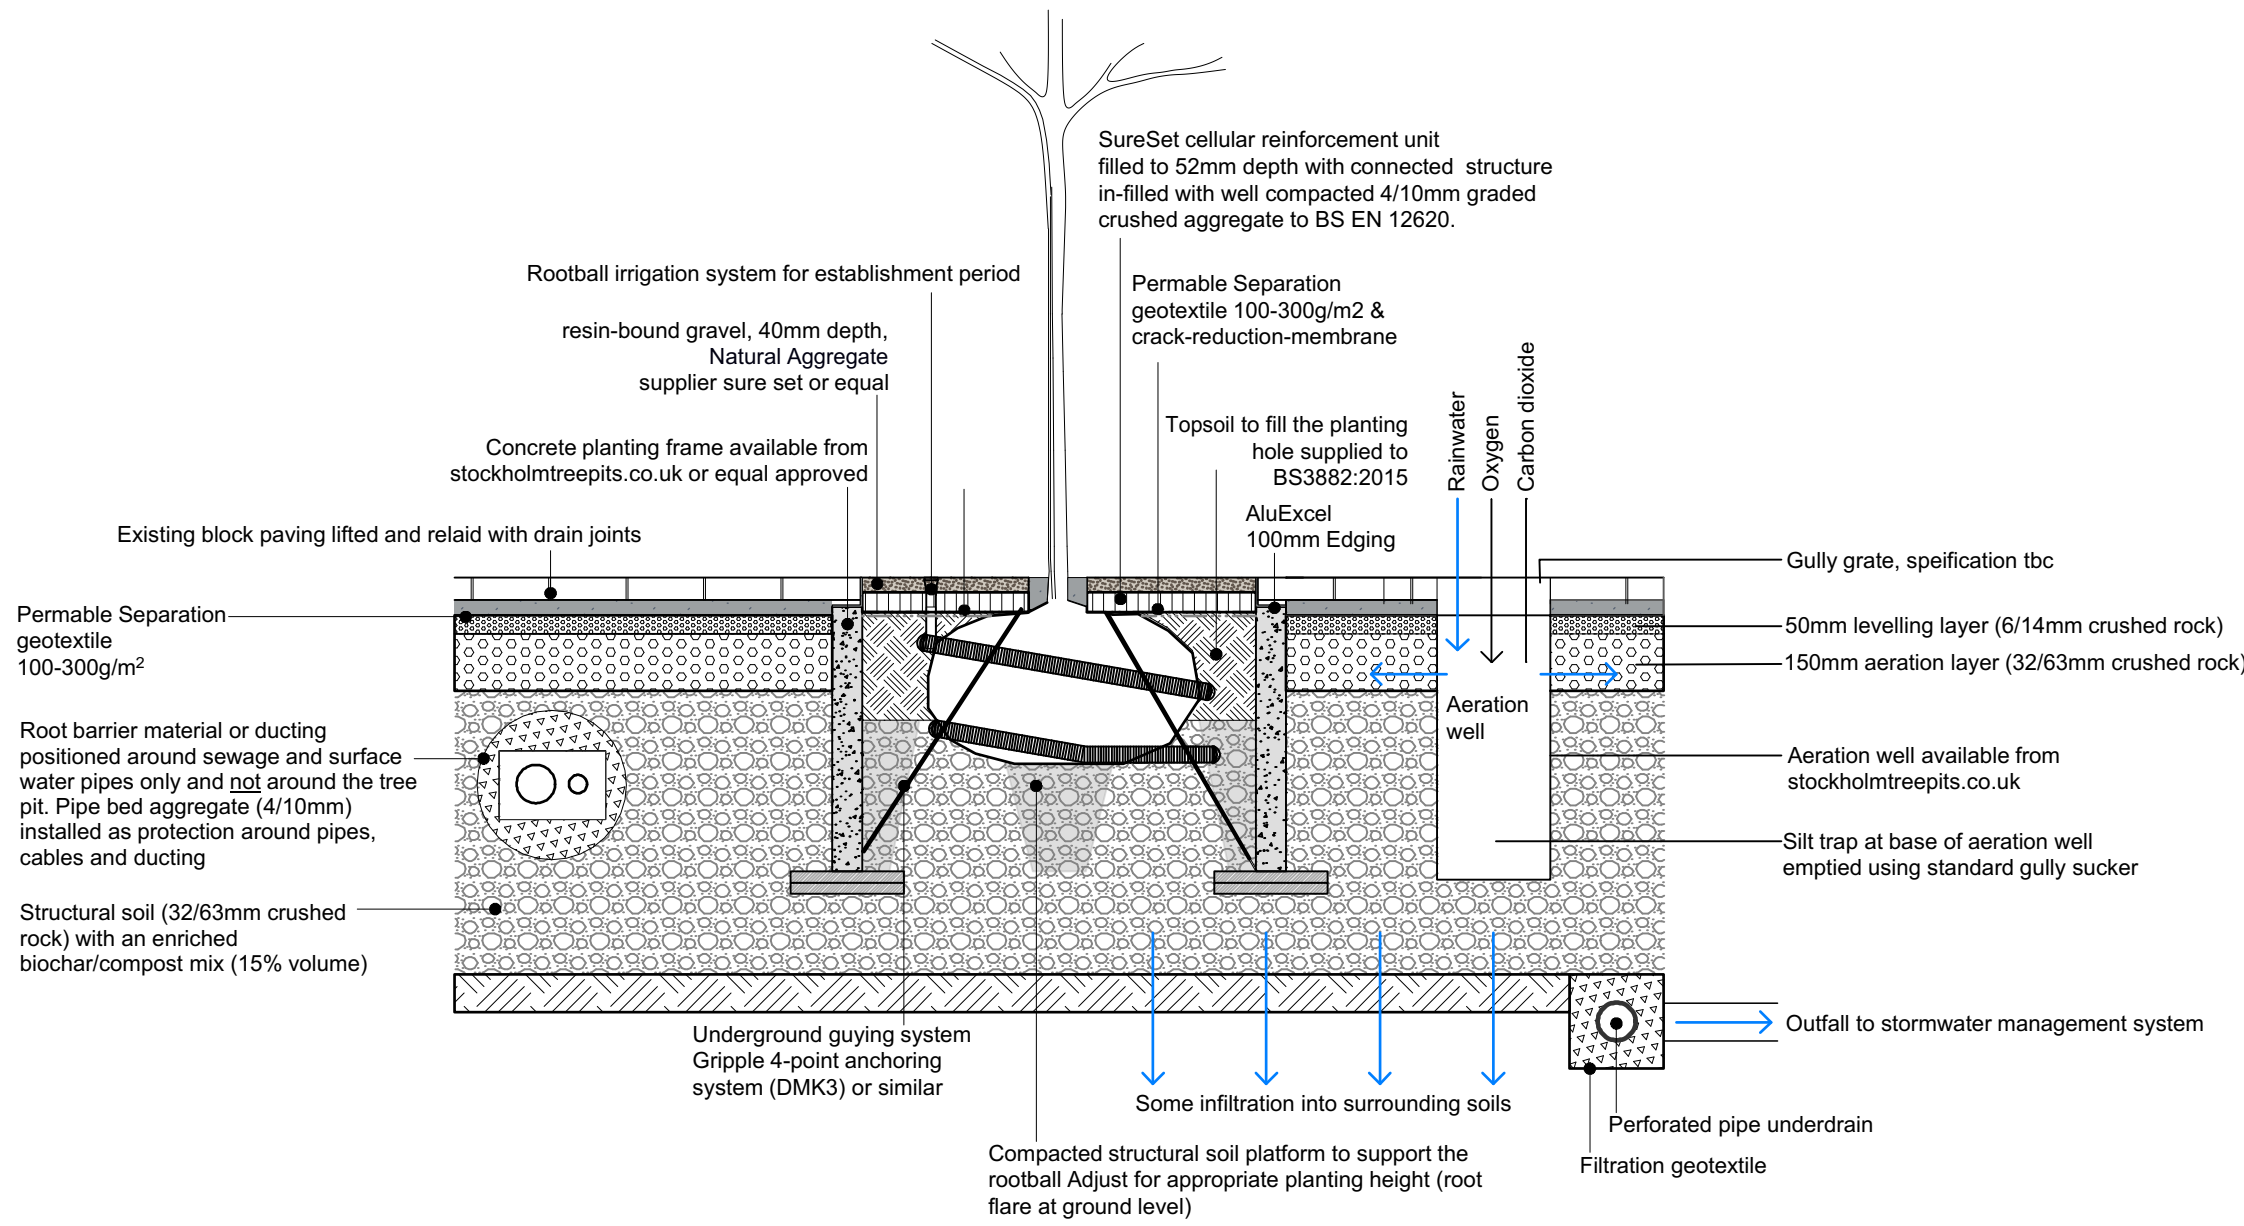 SureSet cellular reinforcement unit
filled to 52mm depth with connected structure
in-filled with well compacted 4/10mm graded
crushed aggregate to BS EN 12620.
Rootball irrigation system for establishment period
Permable Separation
geotextile 100-300g/m2 &
crack-reduction-membrane
resin-bound gravel, 40mm depth,
Natural Aggregate
supplier sure set or equal
Concrete planting frame available from
stockholmtreepits.co.uk or equal approved
Topsoil to fill the planting
hole supplied to
BS3882:2015
Rainwater
Oxygen
Carbon dioxide
AluExcel
100mm Edging
Existing block paving lifted and relaid with drain joints
Gully grate, speification tbc
Permable Separation
geotextile
100-300g/m2
50mm levelling layer (6/14mm crushed rock)
150mm aeration layer (32/63mm crushed rock)
Aeration
well
Root barrier material or ducting
positioned around sewage and surface
water pipes only and not around the tree
pit. Pipe bed aggregate (4/10mm)
installed as protection around pipes,
cables and ducting
Aeration well available from
stockholmtreepits.co.uk
Silt trap at base of aeration well
emptied using standard gully sucker
Structural soil (32/63mm crushed
rock) with an enriched
biochar/compost mix (15% volume)
Underground guying system
Gripple 4-point anchoring
system (DMK3) or similar
Outfall to stormwater management system
Some infiltration into surrounding soils
Perforated pipe underdrain
Filtration geotextile
Compacted structural soil platform to support the
rootball Adjust for appropriate planting height (root
flare at ground level)